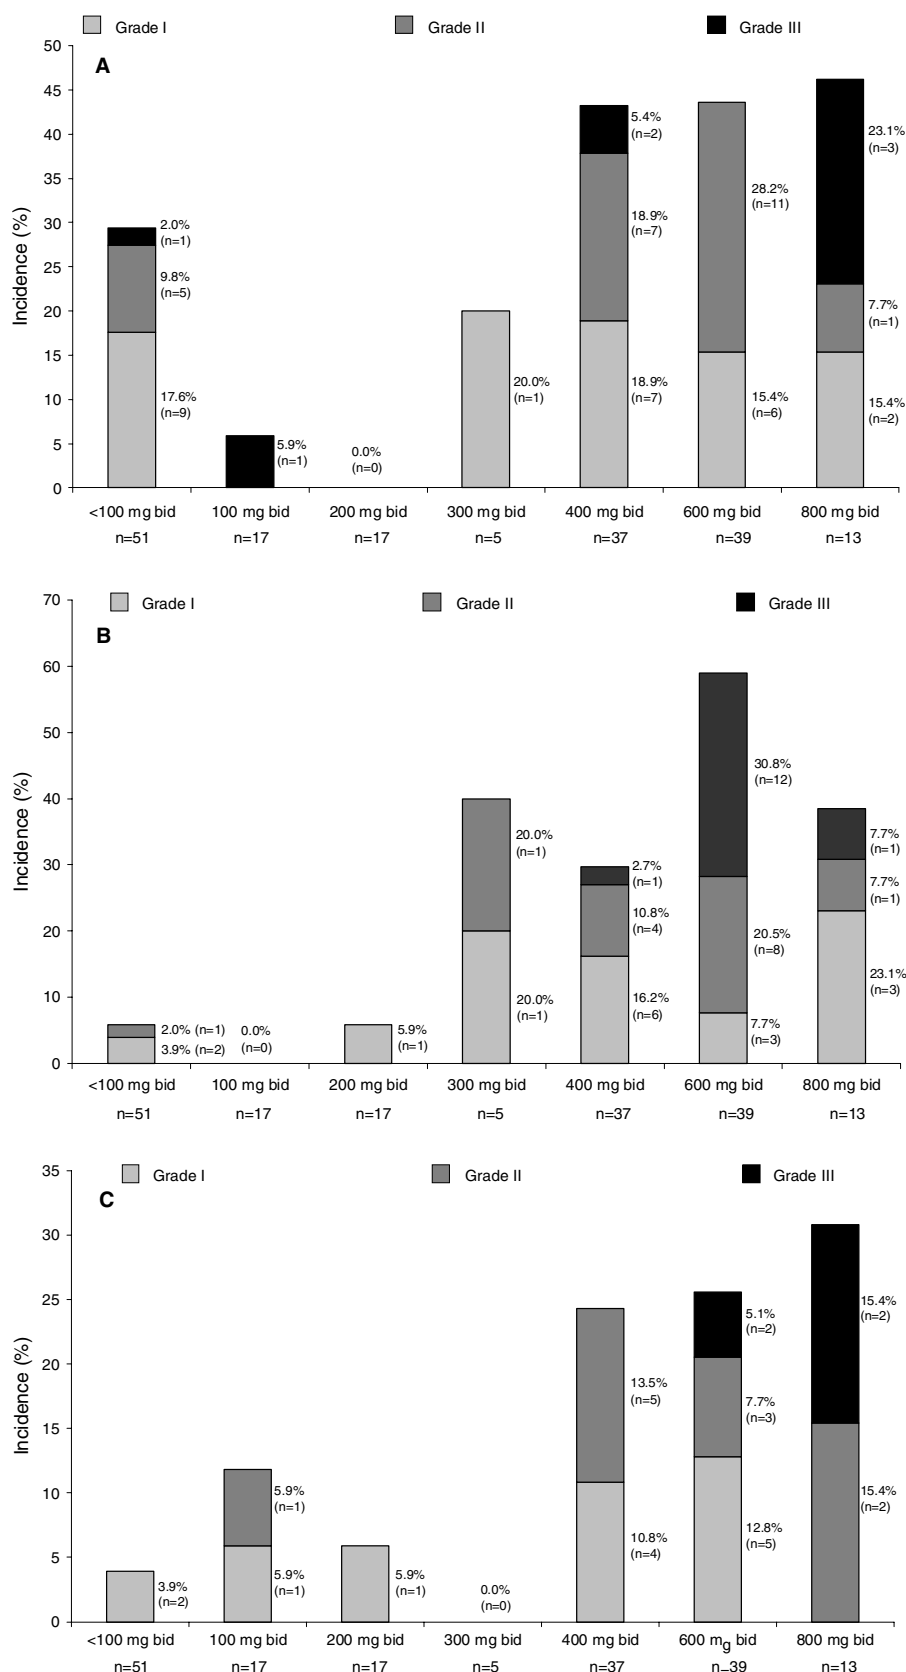 Grade I Grade II Grade III
A
50
45
40
35
30
25
20
15
10
5
0
Incidence (%)
2.0%
(n=1)
9.8%
(n=5)
17.6%
(n=9)
5.9%
(n=1)
0.0%
(n=0)
20.0%
(n=1)
5.4%
(n=2)
18.9%
(n=7)
18.9%
(n=7)
28.2%
(n=11)
15.4%
(n=6)
23.1%
(n=3)
7.7%
(n=1)
15.4%
(n=2)
<100 mg bid 100 mg bid 200 mg bid 300 mg bid 400 mg bid 600 mg bid 800 mg bid
n=51 n=17 n=17 n=5 n=37 n=39 n=13
Grade I Grade II Grade III
B
70
60
50
40
30
20
10
0
Incidence (%)
2.0% (n=1)
3.9% (n=2)
0.0%
(n=0)
5.9%
(n=1)
20.0%
(n=1)
20.0%
(n=1)
2.7%
(n=1)
10.8%
(n=4)
16.2%
(n=6)
30.8%
(n=12)
20.5%
(n=8)
7.7%
(n=3)
7.7%
(n=1)
7.7%
(n=1)
23.1%
(n=3)
<100 mg bid 100 mg bid 200 mg bid 300 mg bid 400 mg bid 600 mg bid 800 mg bid
n=51 n=17 n=17 n=5 n=37 n=39 n=13
Grade I Grade II Grade III
C
35
30
25
20
15
10
5
0
Incidence (%)
3.9%
(n=2)
5.9%
(n=1)
5.9%
(n=1)
5.9%
(n=1)
0.0%
(n=0)
13.5%
(n=5)
10.8%
(n=4)
5.1%
(n=2)
7.7%
(n=3)
12.8%
(n=5)
15.4%
(n=2)
15.4%
(n=2)
<100 mg bid 100 mg bid 200 mg bid 300 mg bid 400 mg bid 600 mg bid 800 mg bid
n=51 n=17 n=17 n=5 n=37 n=39 n=13